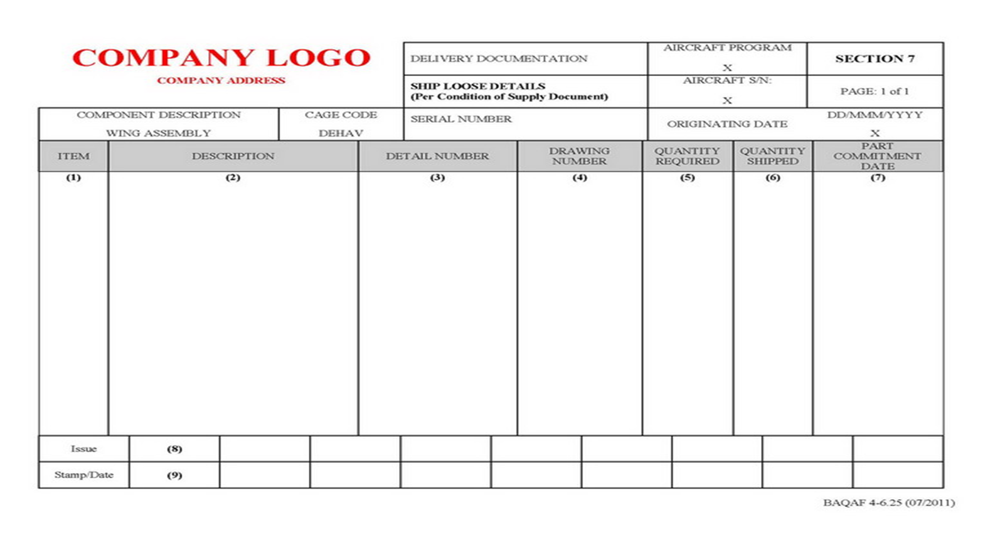 COMPANY LOGO
COMPANY ADDRESS
DELIVERY DOCUMENTATION
AIRCRAFT PROGRAM
X
SECTION 7
SHIP LOOSE DETAILS
(Per Condition of Supply Document)
AIRCRAFT S/N:
X
PAGE: 1 of 1
COMPONENT DESCRIPTION
WING ASSEMBLY
CAGE CODE
DEHAV
SERIAL NUMBER
ORIGINATING DATE
DD/MMM/YYYY
X
ITEM
DESCRIPTION
DETAIL NUMBER
DRAWING
NUMBER
QUANTITY
REQUIRED
QUANTITY
SHIPPED
PART
COMMITMENT
DATE
(1)
(2)
(3)
(4)
(5)
(6)
(7)
Issue
(8)
Stamp/Date
(9)
BAQAF 4-6.25 (07/2011)